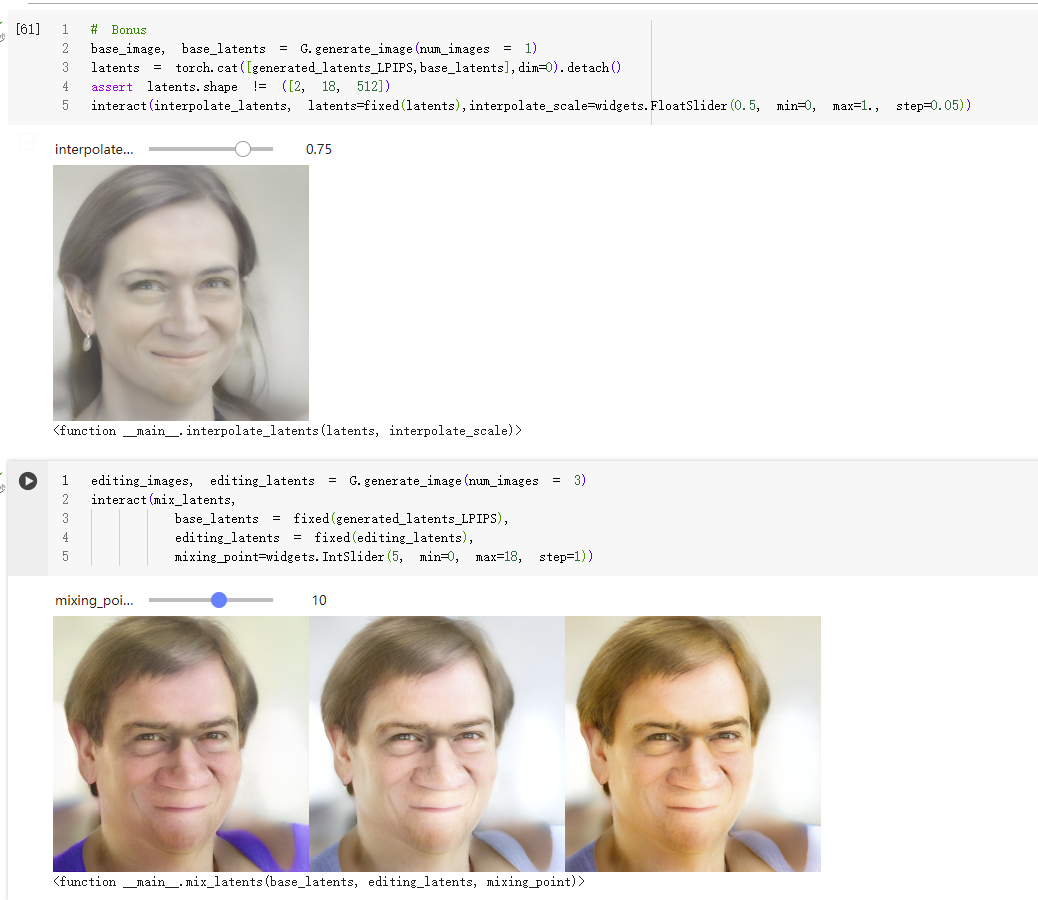 [61]
1 # Bonus
2 base_image, base_latents = G.generate_image(num_images = 1)
3 latents = torch.cat([generated_latents_LPIPS,base_latents],dim=0).detach()
4 assert latents.shape != ([2, 18, 512])
5 interact(interpolate_latents, latents=fixed(latents),interpolate_scale=widgets.FloatSlider(0.5, min=0, max=1., step=0.05))
interpolate... 0.75
<function __main__.interpolate_latents(latents, interpolate_scale)>
1 editing_images, editing_latents = G.generate_image(num_images = 3)
2 interact(mix_latents,
3 base_latents = fixed(generated_latents_LPIPS),
4 editing_latents = fixed(editing_latents),
5 mixing_point=widgets.IntSlider(5, min=0, max=18, step=1))
mixing_poi... 10
<function __main__.mix_latents(base_latents, editing_latents, mixing_point)>